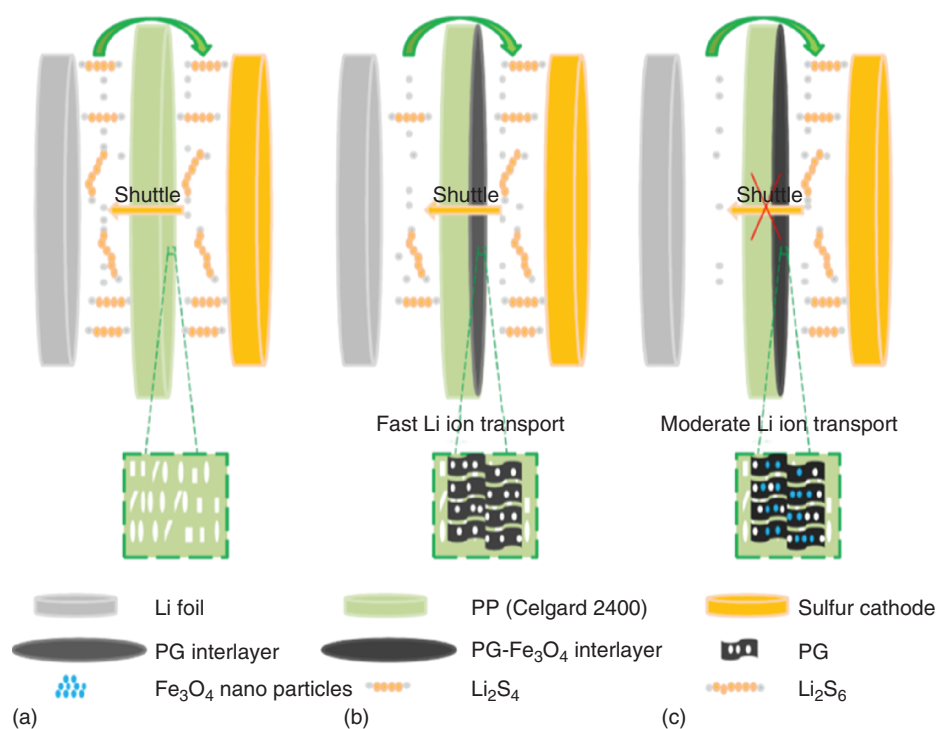 Shuttle
Shuttle
Shuttle
Fast Li ion transport
Moderate Li ion transport
Li foil
PP (Celgard 2400)
Sulfur cathode
PG interlayer
PG-Fe₃O₄ interlayer
PG
Fe₃O₄ nano particles
Li₂S₄
Li₂S₆
(a)
(b)
(c)